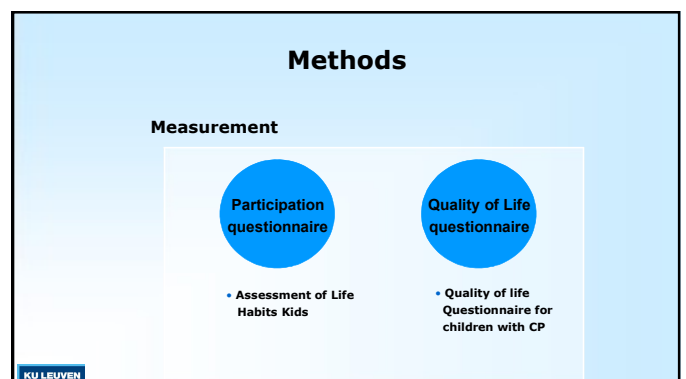 Methods
Measurement
Participation
questionnaire
Quality of Life
questionnaire
• Assessment of Life
Habits Kids
• Quality of life
Questionnaire for
children with CP
KU LEUVEN